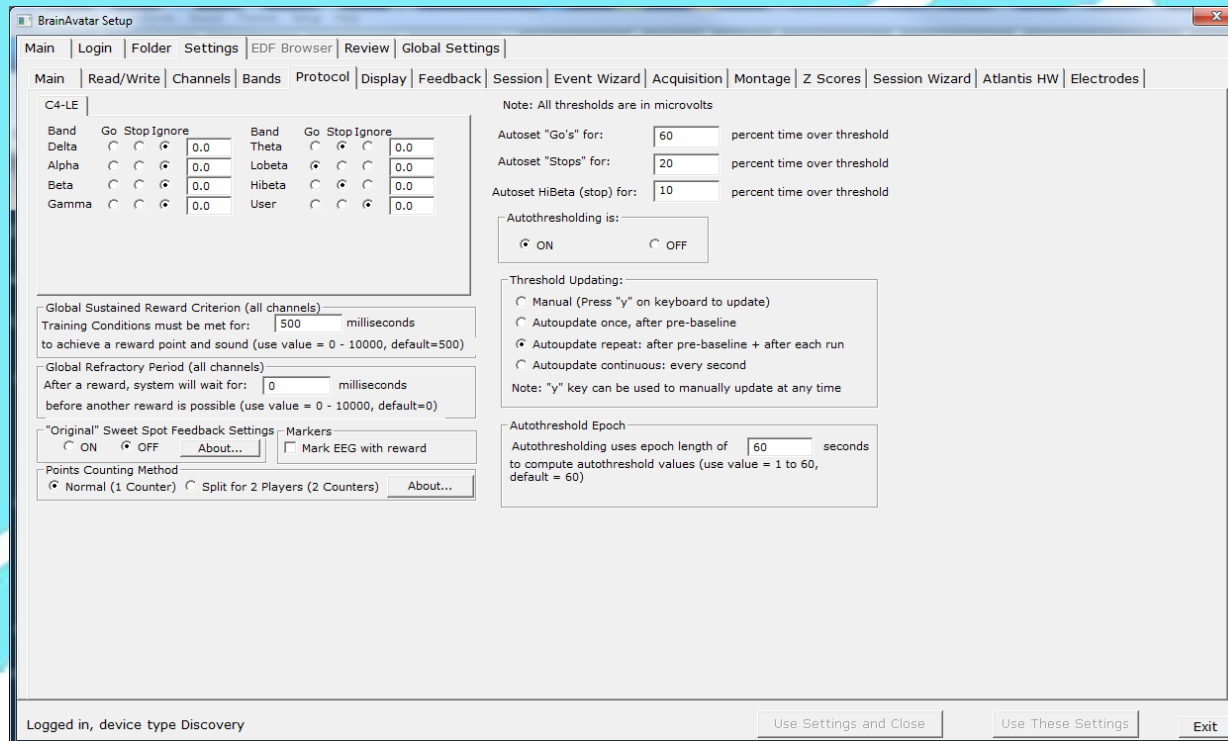 BrainAvatar Setup
Main Login Folder Settings EDF Browser Review Global Settings
Main Read/Write Channels Bands Protocol Display Feedback Session Event Wizard Acquisition Montage Z Scores Session Wizard Atlantis HW Electrodes
C4-LE
Band Go Stop Ignore Band Go Stop Ignore
Delta 0.0 Theta 0.0
Alpha 0.0 Lobeta 0.0
Beta 0.0 Hibeta 0.0
Gamma 0.0 User 0.0
Global Sustained Reward Criterion (all channels)
Training Conditions must be met for: 500 milliseconds
to achieve a reward point and sound (use value = 0 - 10000, default=500)
Global Refractory Period (all channels)
After a reward, system will wait for: 0 milliseconds
before another reward is possible (use value = 0 - 10000, default=0)
"Original" Sweet Spot Feedback Settings
ON OFF About...
Markers
Mark EEG with reward
Points Counting Method
Normal (1 Counter) Split for 2 Players (2 Counters) About...
Note: All thresholds are in microvolts
Autoset "Go's" for: 60 percent time over threshold
Autoset "Stops" for: 20 percent time over threshold
Autoset HiBeta (stop) for: 10 percent time over threshold
Autothresholding is:
ON OFF
Threshold Updating:
Manual (Press "y" on keyboard to update)
Autoupdate once, after pre-baseline
Autoupdate repeat: after pre-baseline + after each run
Autoupdate continuous: every second
Note: "y" key can be used to manually update at any time
Autothreshold Epoch
Autothresholding uses epoch length of 60 seconds
to compute autothreshold values (use value = 1 to 60,
default = 60)
Logged in, device type Discovery
Use Settings and Close Use These Settings Exit